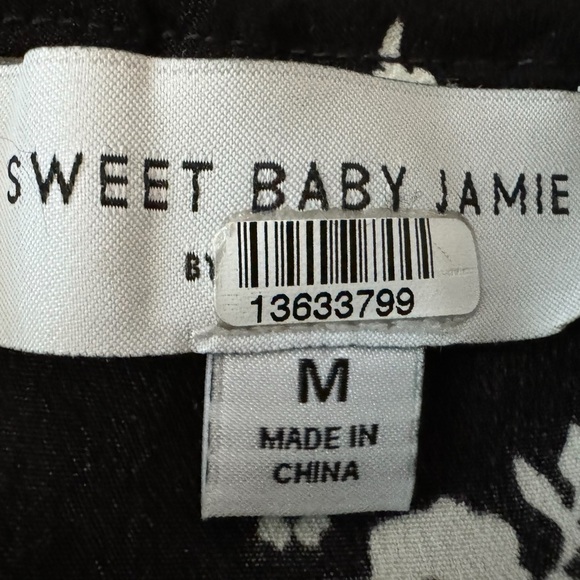 SWEET BABY JAMIE
BY
13633799
M
MADE IN
CHINA